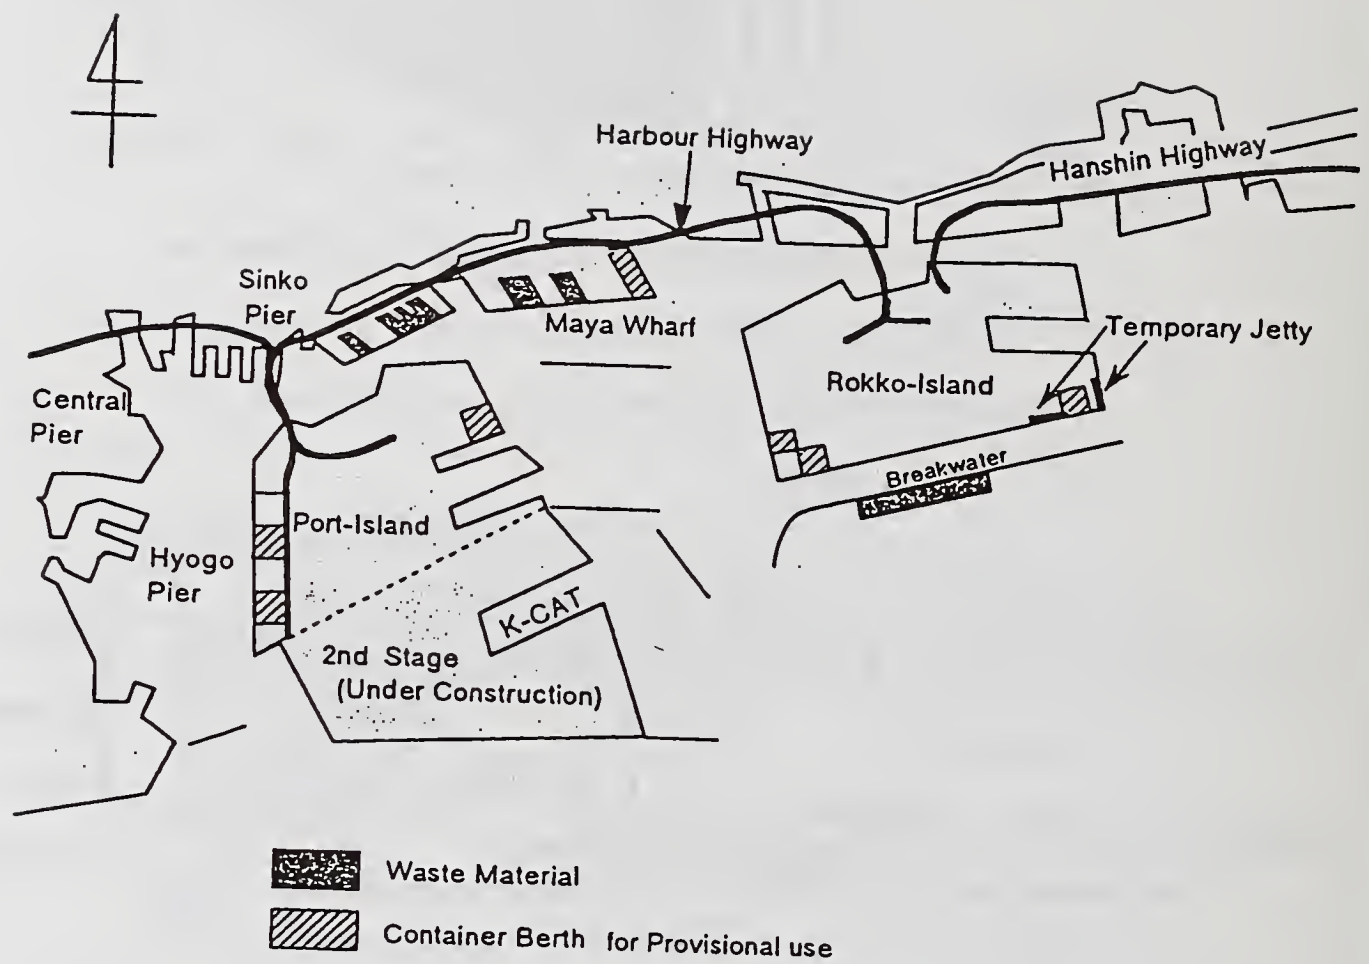 Harbour Highway
Hanshin Highway
Sinko
Pier
Maya Wharf
Temporary Jetty
Rokko-Island
Central
Pier
Breakwater
Port-Island
Hyogo
Pier
K-CAT
2nd Stage
(Under Construction)
Waste Material
Container Berth for Provisional use